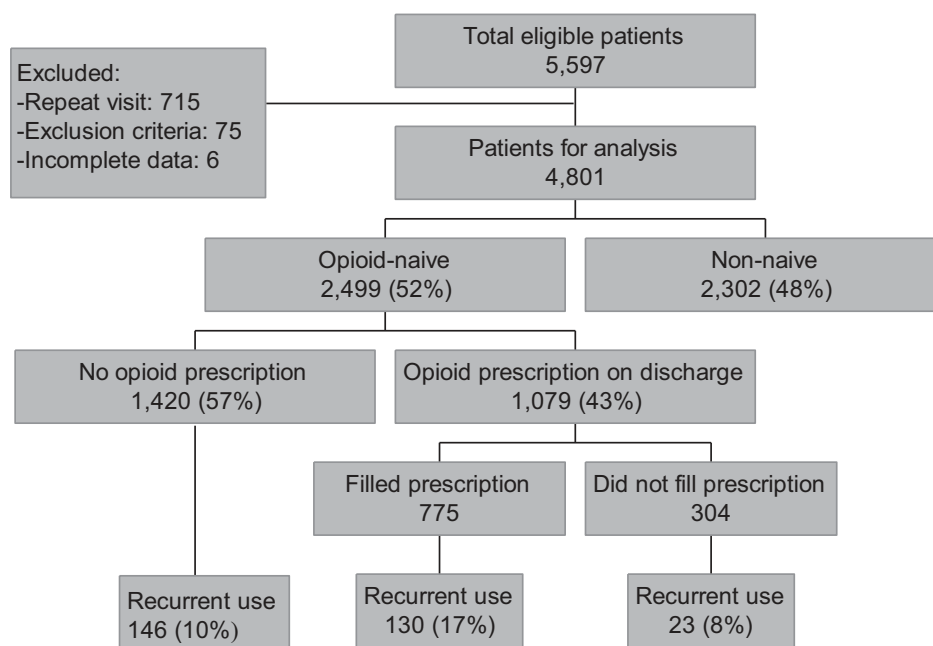 Total eligible patients
5,597
Excluded:
-Repeat visit: 715
-Exclusion criteria: 75
-Incomplete data: 6
Patients for analysis
4,801
Opioid-naive
2,499 (52%)
Non-naive
2,302 (48%)
No opioid prescription
1,420 (57%)
Opioid prescription on discharge
1,079 (43%)
Filled prescription
775
Did not fill prescription
304
Recurrent use
146 (10%)
Recurrent use
130 (17%)
Recurrent use
23 (8%)